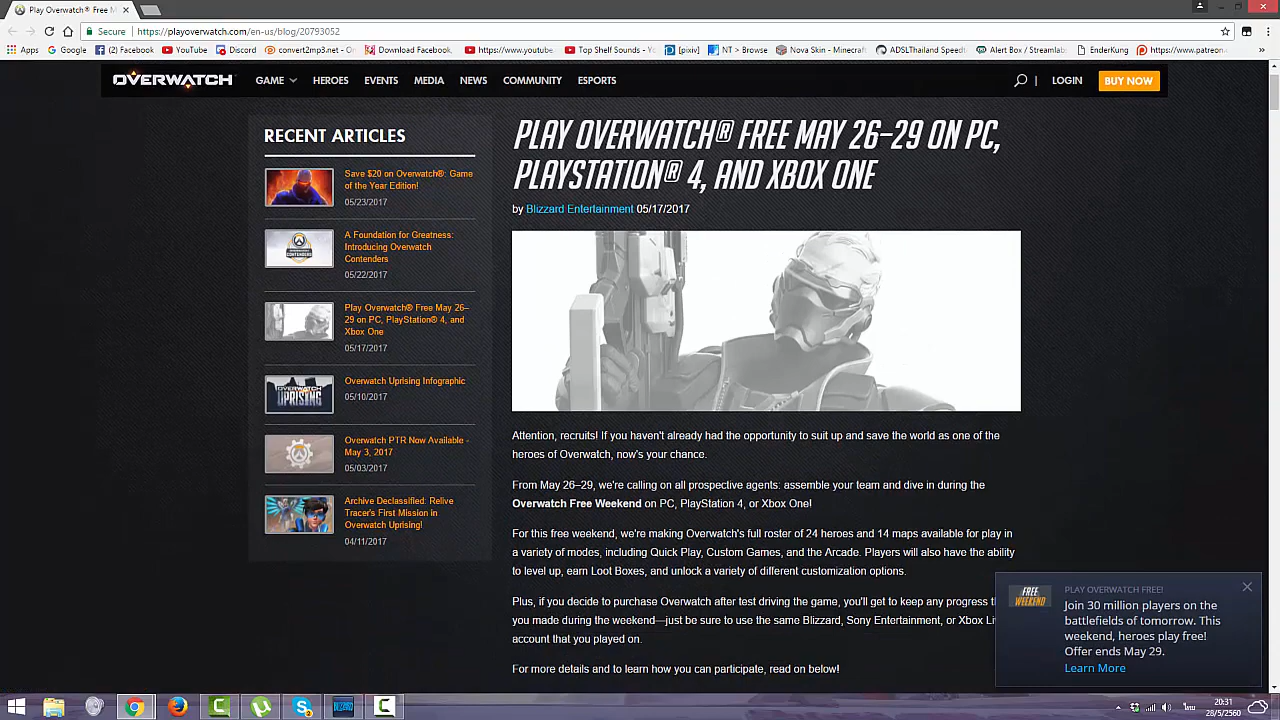 Play Overwatch® Free M
Secure
https://playoverwatch.com/en-us/blog/20793052
Apps
Google
(2) Facebook
YouTube
Discord
convert2mp3.net - On
Download Facebook
https://www.youtube
Top Shelf Sounds - Yo
[pixiv]
NT > Browse
Nova Skin - Minecraft
ADSLThailand Speedt
Alert Box / Streamlab
EnderKung
https://www.patreon
OVERWATCH
GAME
HEROES
EVENTS
MEDIA
NEWS
COMMUNITY
ESPORTS
LOGIN
BUY NOW
RECENT ARTICLES
Save $20 on Overwatch®: Game
of the Year Edition!
05/23/2017
A Foundation for Greatness:
Introducing Overwatch
Contenders
05/22/2017
Play Overwatch® Free May 26–
29 on PC, PlayStation® 4, and
Xbox One
05/17/2017
OVERWATCH
UPRISING
Overwatch Uprising Infographic
05/10/2017
Overwatch PTR Now Available -
May 3, 2017
05/03/2017
Archive Declassified: Relive
Tracer's First Mission in
Overwatch Uprising!
04/11/2017
PLAY OVERWATCH® FREE MAY 26–29 ON PC,
PLAYSTATION® 4, AND XBOX ONE
by Blizzard Entertainment 05/17/2017
Attention, recruits! If you haven't already had the opportunity to suit up and save the world as one of the
heroes of Overwatch, now's your chance.
From May 26–29, we're calling on all prospective agents: assemble your team and dive in during the
Overwatch Free Weekend on PC, PlayStation 4, or Xbox One!
For this free weekend, we're making Overwatch's full roster of 24 heroes and 14 maps available for play in
a variety of modes, including Quick Play, Custom Games, and the Arcade. Players will also have the ability
to level up, earn Loot Boxes, and unlock a variety of different customization options.
Plus, if you decide to purchase Overwatch after test driving the game, you'll get to keep any progress th
you made during the weekend—just be sure to use the same Blizzard, Sony Entertainment, or Xbox Li
account that you played on.
For more details and to learn how you can participate, read on below!
FREE
WEEKEND
PLAY OVERWATCH FREE!
Join 30 million players on the
battlefields of tomorrow. This
weekend, heroes play free!
Offer ends May 29.
Learn More
ไทย
20:31
28/5/2560